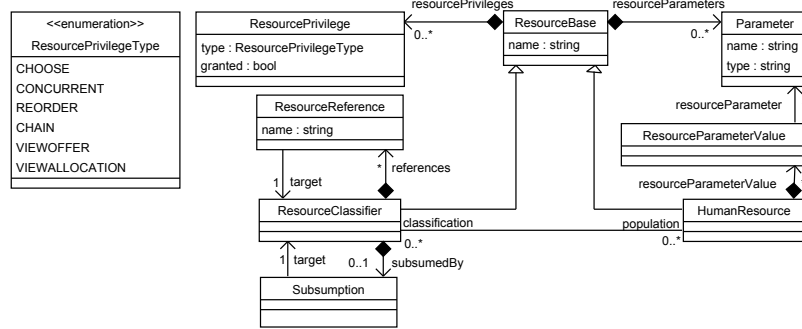 <<enumeration>>
ResourcePrivilegeType
CHOOSE
CONCURRENT
REORDER
CHAIN
VIEWOFFER
VIEWALLOCATION
ResourcePrivilege
type : ResourcePrivilegeType
granted : bool
resourcePrivileges
0..*
ResourceBase
name : string
resourceParameters
0..*
Parameter
name : string
type : string
resourceParameter
ResourceReference
name : string
ResourceParameterValue
1
target
*
references
resourceParameterValue
*
ResourceClassifier
classification
0..*
population
0..*
HumanResource
1
target
0..1
subsumedBy
Subsumption